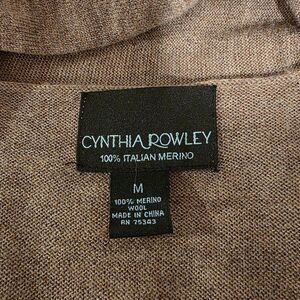 CYNTHIA ROWLEY
100% ITALIAN MERINO
M
100% MERINO
WOOL
MADE IN CHINA
RN 75343